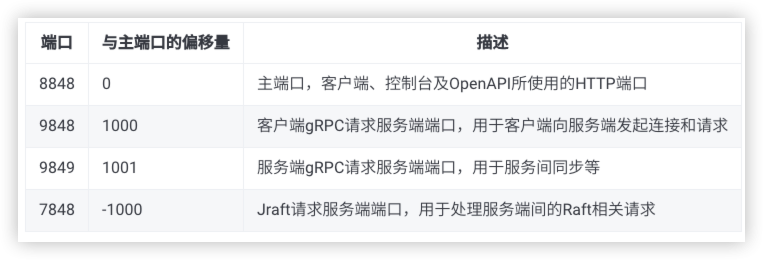 端口 与主端口的偏移量 描述
8848 0 主端口，客户端、控制台及OpenAPI所使用的HTTP端口
9848 1000 客户端gRPC请求服务端端口，用于客户端向服务端发起连接和请求
9849 1001 服务端gRPC请求服务端端口，用于服务间同步等
7848 -1000 Jraft请求服务端端口，用于处理服务端间的Raft相关请求